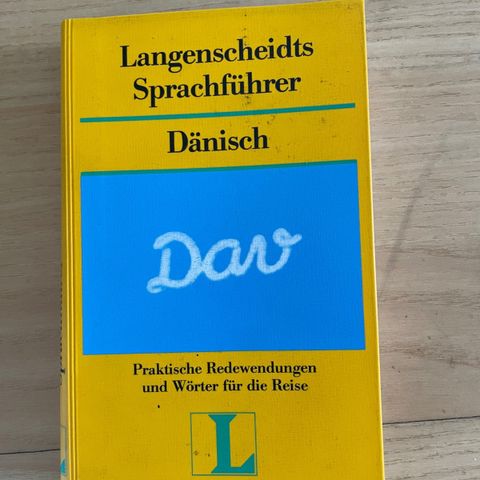 Langenscheidts
Sprachführer
Dänisch
Dav
Praktische Redewendungen
und Wörter für die Reise
L